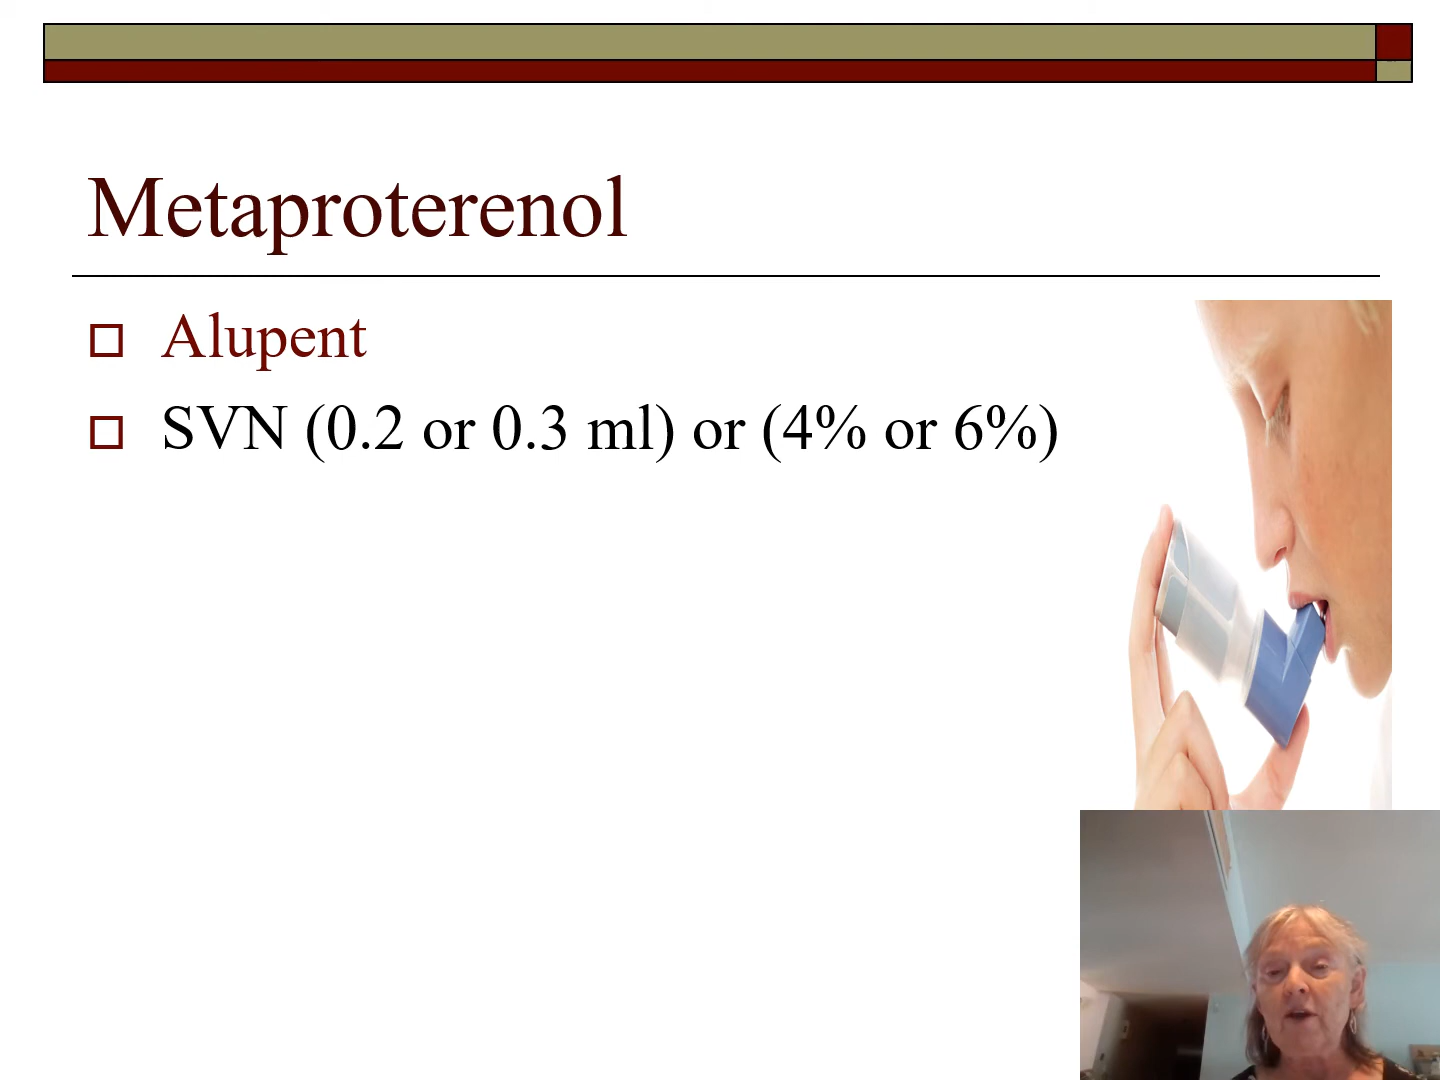 Metaproterenol
Alupent
SVN (0.2 or 0.3 ml) or (4% or 6%)